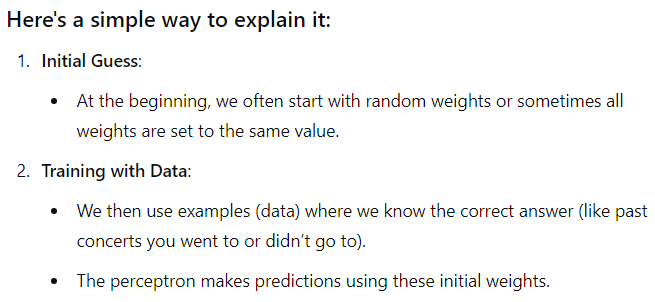 Here's a simple way to explain it:
1. Initial Guess:
• At the beginning, we often start with random weights or sometimes all
weights are set to the same value.
2. Training with Data:
• We then use examples (data) where we know the correct answer (like past
concerts you went to or didn’t go to).
• The perceptron makes predictions using these initial weights.